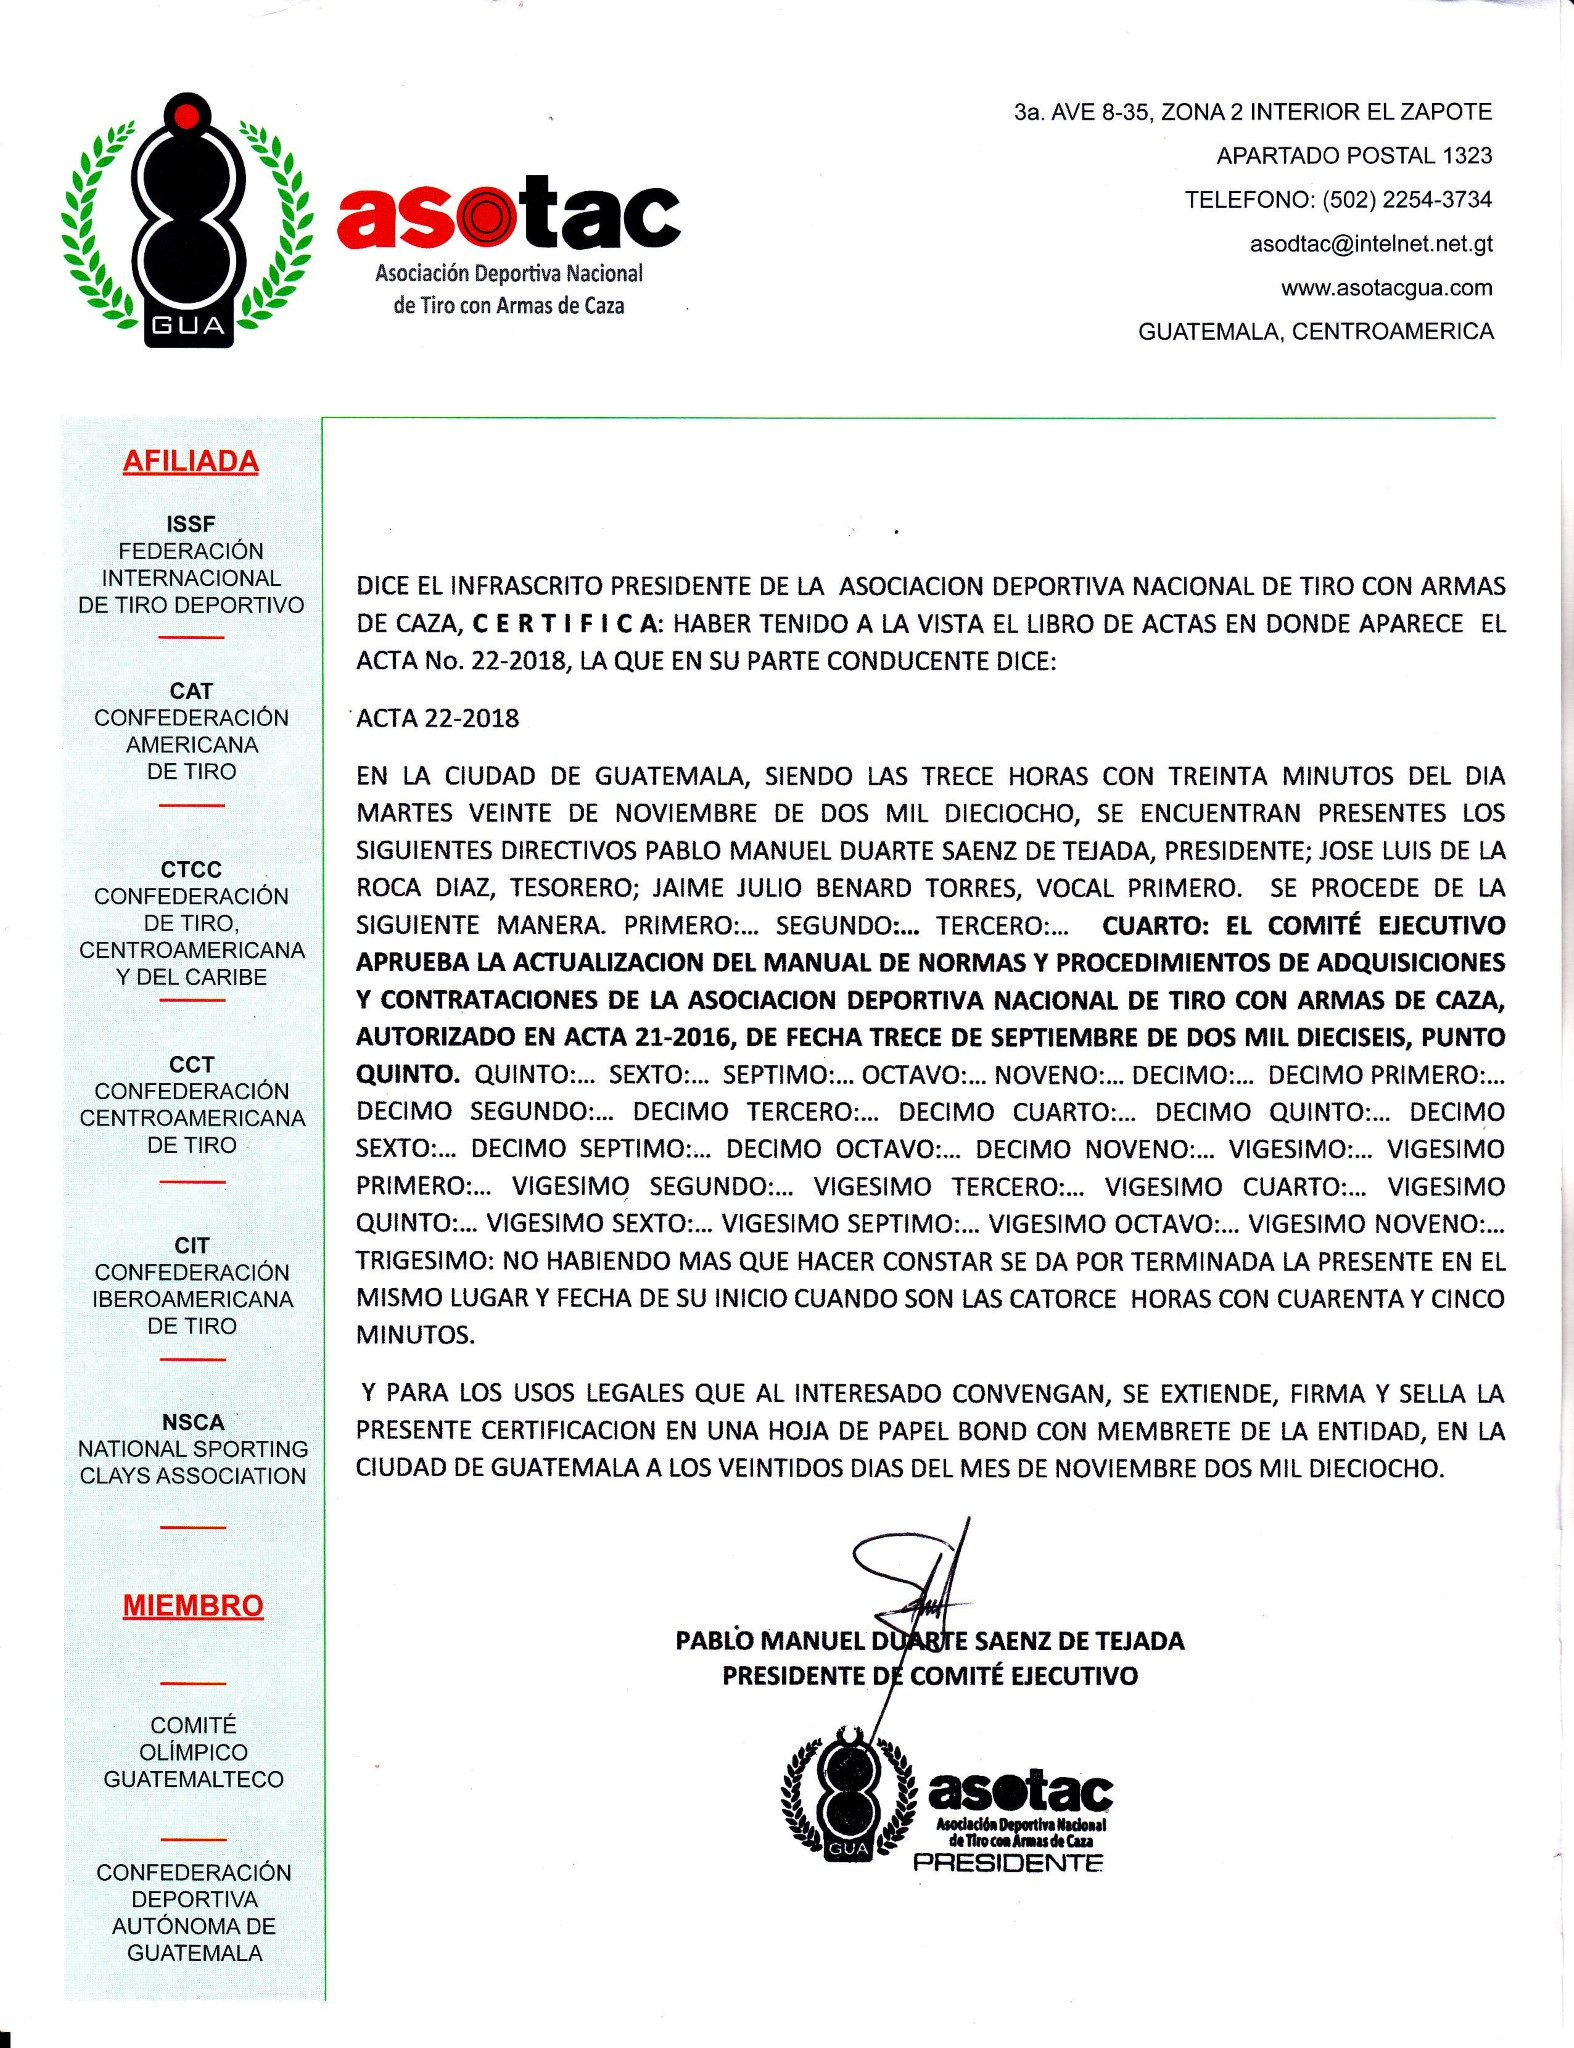 GUA
asotac
Asociación Deportiva Nacional
de Tiro con Armas de Caza
3a. AVE 8-35, ZONA 2 INTERIOR EL ZAPOTE
APARTADO POSTAL 1323
TELEFONO: (502) 2254-3734
asodtac@intelnet.net.gt
www.asotacgua.com
GUATEMALA, CENTROAMERICA
AFILIADA
ISSF
FEDERACIÓN
INTERNACIONAL
DE TIRO DEPORTIVO
CAT
CONFEDERACIÓN
AMERICANA
DE TIRO
CTCC
CONFEDERACIÓN
DE TIRO,
CENTROAMERICANA
Y DEL CARIBE
CCT
CONFEDERACIÓN
CENTROAMERICANA
DE TIRO
CIT
CONFEDERACIÓN
IBEROAMERICANA
DE TIRO
NSCA
NATIONAL SPORTING
CLAYS ASSOCIATION
MIEMBRO
COMITÉ
OLÍMPICO
GUATEMALTECO
CONFEDERACIÓN
DEPORTIVA
AUTÓNOMA DE
GUATEMALA
DICE EL INFRASCRITO PRESIDENTE DE LA ASOCIACION DEPORTIVA NACIONAL DE TIRO CON ARMAS
DE CAZA, C E R T I F I C A: HABER TENIDO A LA VISTA EL LIBRO DE ACTAS EN DONDE APARECE EL
ACTA No. 22-2018, LA QUE EN SU PARTE CONDUCENTE DICE:
ACTA 22-2018
EN LA CIUDAD DE GUATEMALA, SIENDO LAS TRECE HORAS CON TREINTA MINUTOS DEL DIA
MARTES VEINTE DE NOVIEMBRE DE DOS MIL DIECIOCHO, SE ENCUENTRAN PRESENTES LOS
SIGUIENTES DIRECTIVOS PABLO MANUEL DUARTE SAENZ DE TEJADA, PRESIDENTE; JOSE LUIS DE LA
ROCA DIAZ, TESORERO; JAIME JULIO BENARD TORRES, VOCAL PRIMERO. SE PROCEDE DE LA
SIGUIENTE MANERA. PRIMERO:... SEGUNDO:... TERCERO:... CUARTO: EL COMITÉ EJECUTIVO
APRUEBA LA ACTUALIZACION DEL MANUAL DE NORMAS Y PROCEDIMIENTOS DE ADQUISICIONES
Y CONTRATACIONES DE LA ASOCIACION DEPORTIVA NACIONAL DE TIRO CON ARMAS DE CAZA,
AUTORIZADO EN ACTA 21-2016, DE FECHA TRECE DE SEPTIEMBRE DE DOS MIL DIECISEIS, PUNTO
QUINTO. QUINTO:... SEXTO:... SEPTIMO:... OCTAVO:... NOVENO:... DECIMO:... DECIMO PRIMERO:...
DECIMO SEGUNDO:... DECIMO TERCERO:... DECIMO CUARTO:... DECIMO QUINTO:... DECIMO
SEXTO:... DECIMO SEPTIMO:... DECIMO OCTAVO:... DECIMO NOVENO:... VIGESIMO:... VIGESIMO
PRIMERO:... VIGESIMO SEGUNDO:... VIGESIMO TERCERO:... VIGESIMO CUARTO:... VIGESIMO
QUINTO:... VIGESIMO SEXTO:... VIGESIMO SEPTIMO:... VIGESIMO OCTAVO:... VIGESIMO NOVENO:...
TRIGESIMO: NO HABIENDO MAS QUE HACER CONSTAR SE DA POR TERMINADA LA PRESENTE EN EL
MISMO LUGAR Y FECHA DE SU INICIO CUANDO SON LAS CATORCE HORAS CON CUARENTA Y CINCO
MINUTOS.
Y PARA LOS USOS LEGALES QUE AL INTERESADO CONVENGAN, SE EXTIENDE, FIRMA Y SELLA LA
PRESENTE CERTIFICACION EN UNA HOJA DE PAPEL BOND CON MEMBRETE DE LA ENTIDAD, EN LA
CIUDAD DE GUATEMALA A LOS VEINTIDOS DIAS DEL MES DE NOVIEMBRE DOS MIL DIECIOCHO.
PABLO MANUEL DUARTE SAENZ DE TEJADA
PRESIDENTE DE COMITÉ EJECUTIVO
GUA
asotac
Asociación Deportiva Nacional
de Tiro con Armas de Caza
PRESIDENTE